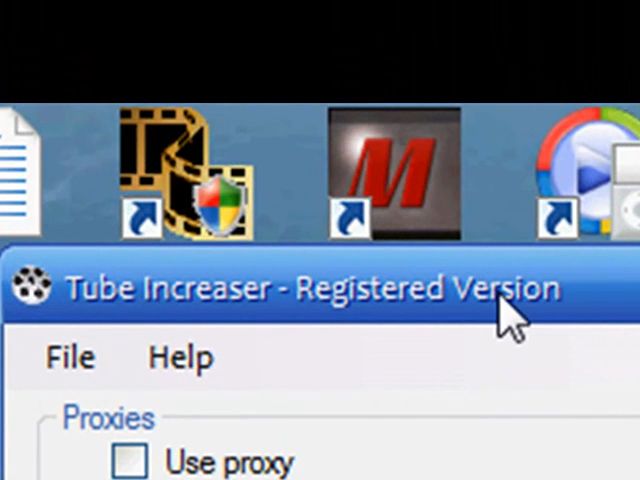 M
Tube Increaser - Registered Version
File Help
Proxies
Use proxy